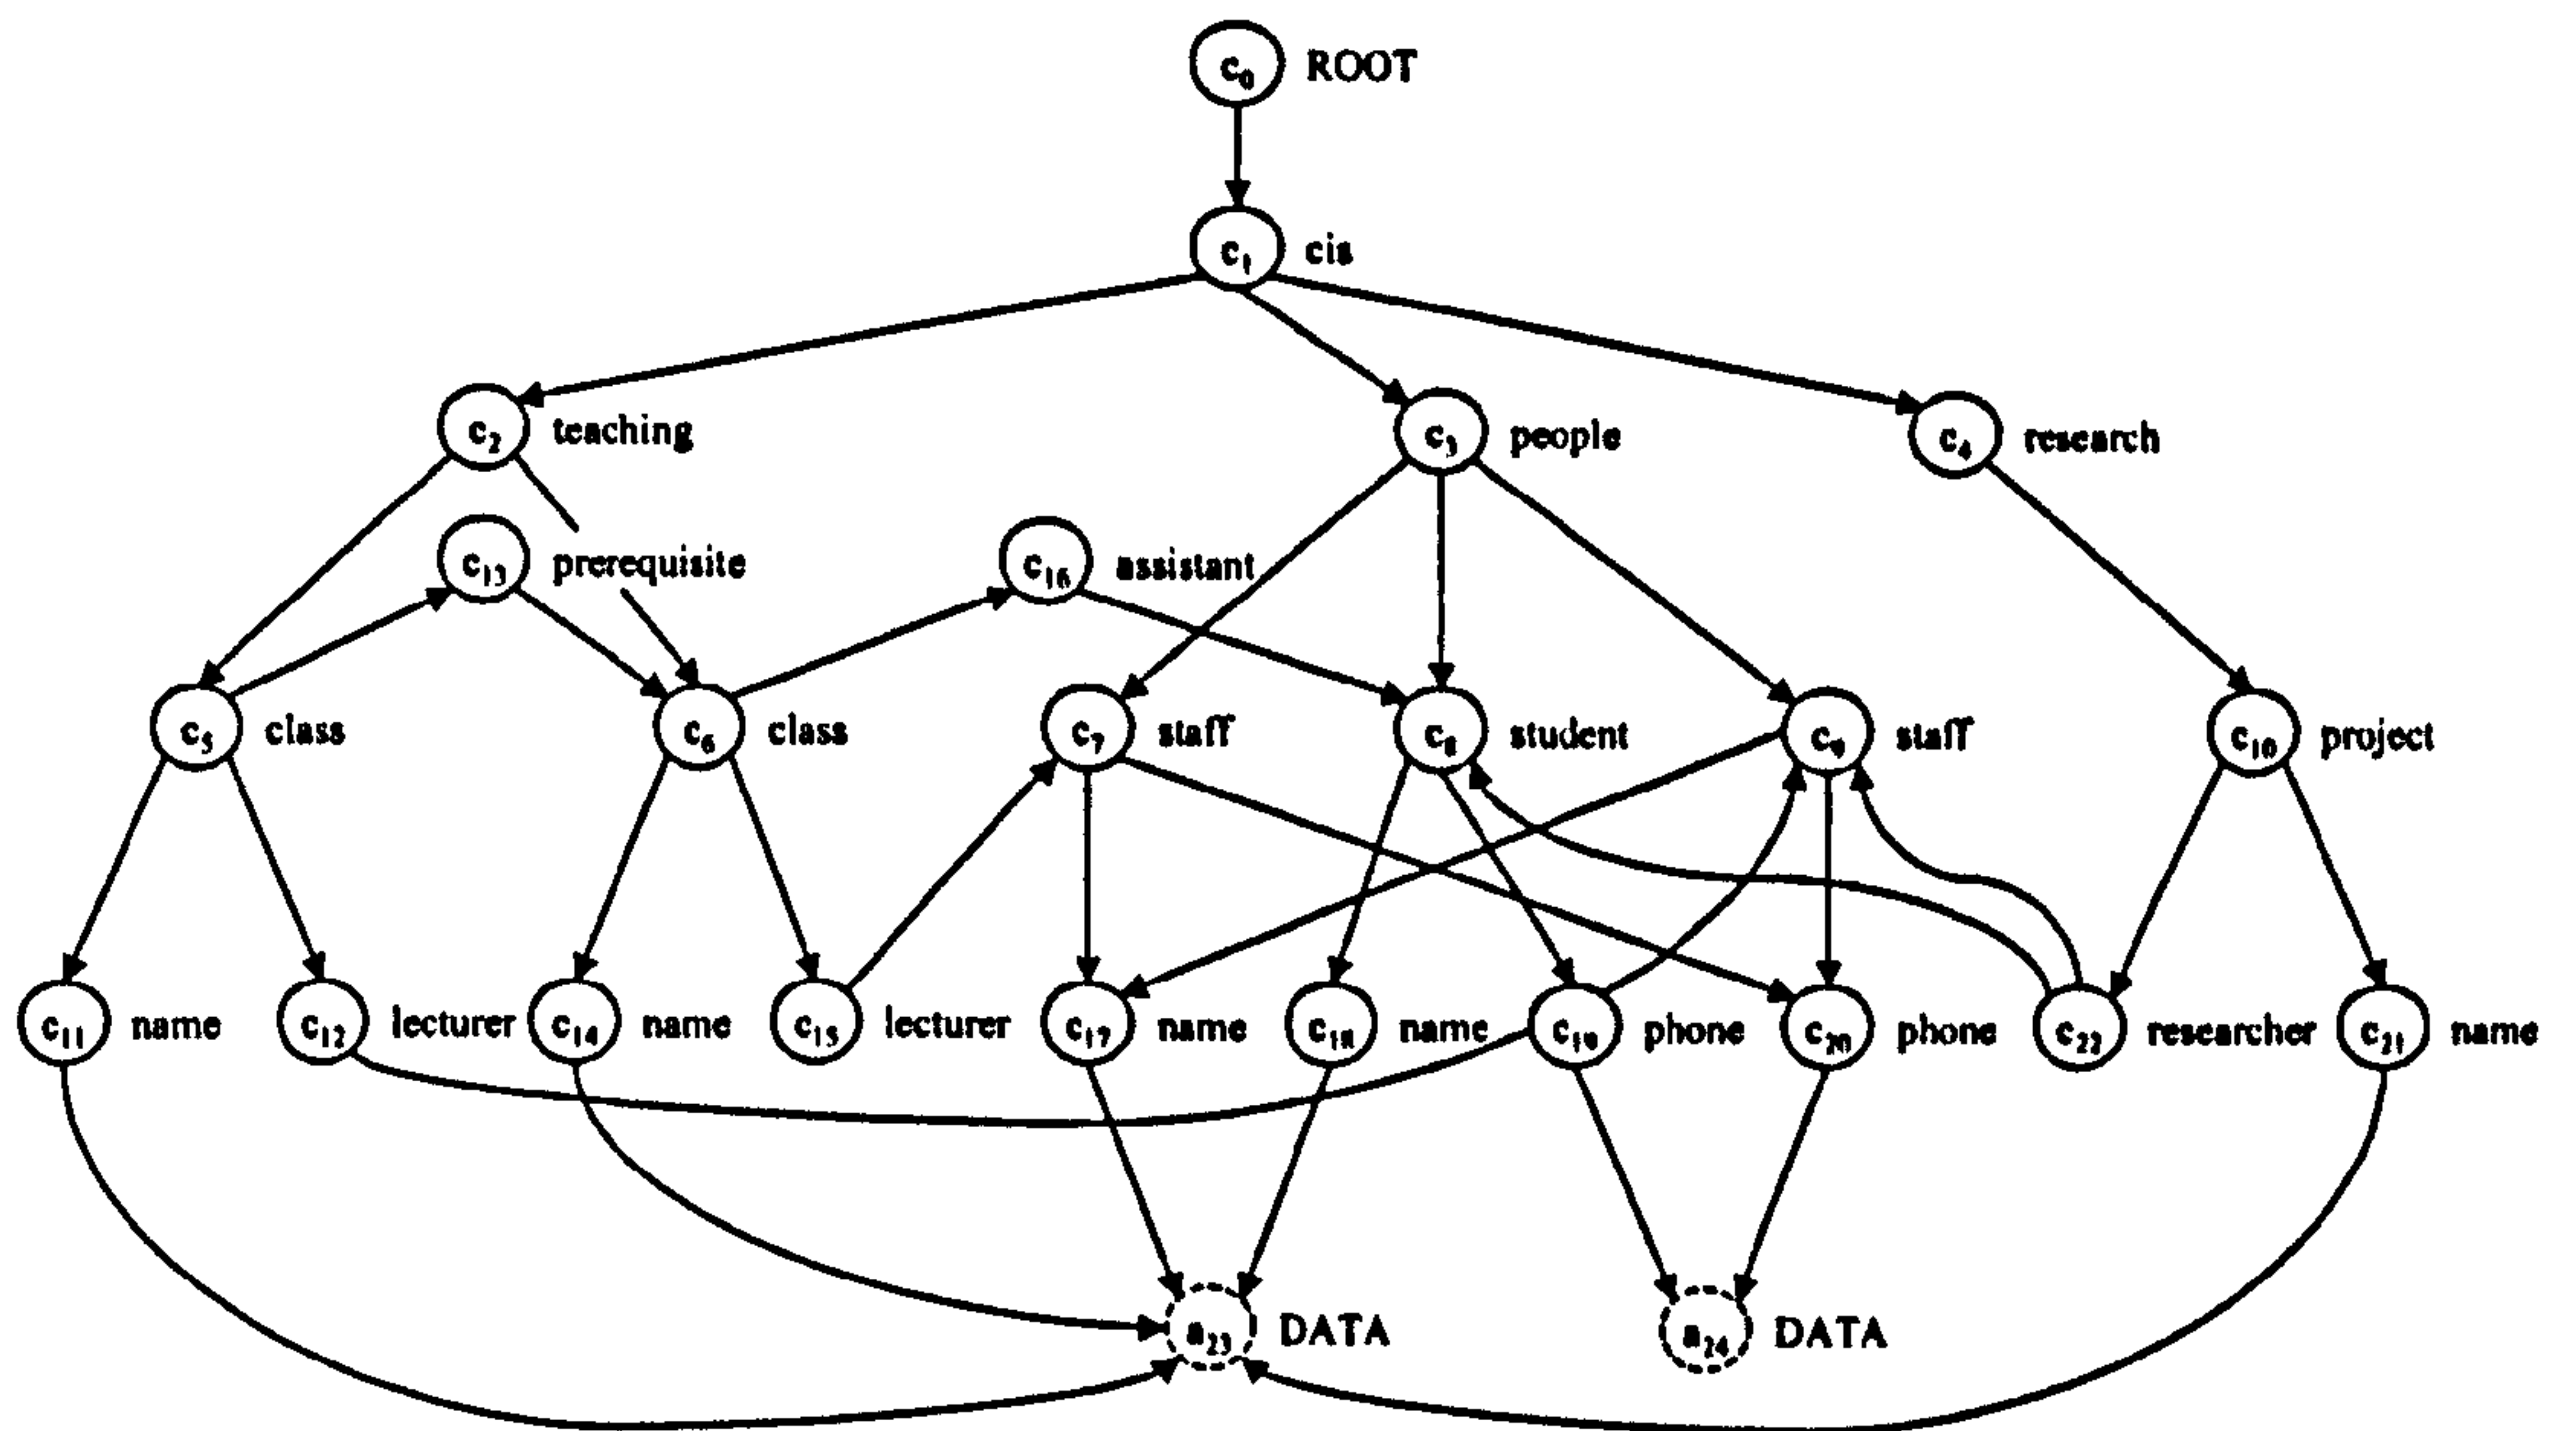 c₀ ROOT
c₁ cis
c₂ teaching c₃ people c₄ research
c₁₃ prerequisite c₁₆ assistant
c₅ class c₆ class c₇ staff c₈ student c₉ staff c₁₀ project
c₁₁ name c₁₂ lecturer c₁₄ name c₁₅ lecturer c₁₇ name c₁₈ name c₁₉ phone c₂₀ phone c₂₂ researcher c₂₁ name
a₂₃ DATA a₂₄ DATA